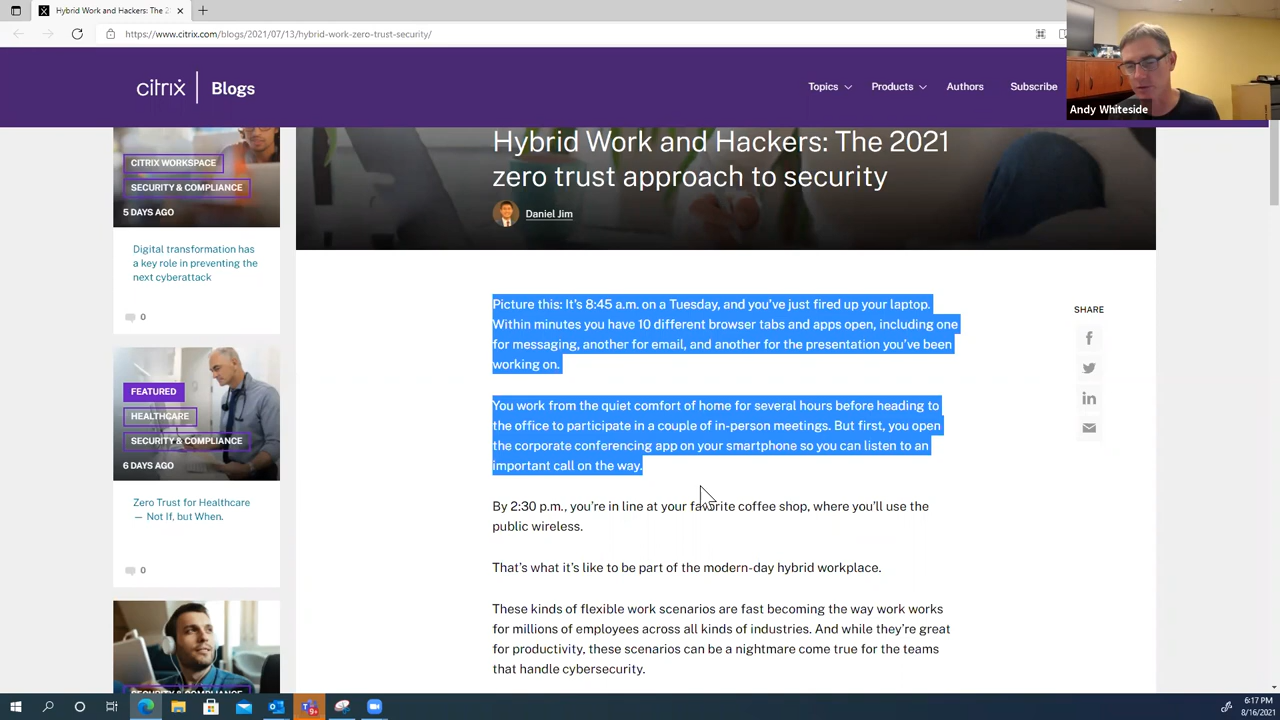 Hybrid Work and Hackers: The 2
https://www.citrix.com/blogs/2021/07/13/hybrid-work-zero-trust-security/
Andy Whiteside
citrix Blogs
Topics Products Authors Subscribe
CITRIX WORKSPACE
SECURITY & COMPLIANCE
5 DAYS AGO
Digital transformation has
a key role in preventing the
next cyberattack
0
FEATURED
HEALTHCARE
SECURITY & COMPLIANCE
6 DAYS AGO
Zero Trust for Healthcare
— Not If, but When.
0
SECURITY & COMPLIANCE
Hybrid Work and Hackers: The 2021
zero trust approach to security
Daniel Jim
Picture this: It's 8:45 a.m. on a Tuesday, and you've just fired up your laptop.
Within minutes you have 10 different browser tabs and apps open, including one
for messaging, another for email, and another for the presentation you've been
working on.
You work from the quiet comfort of home for several hours before heading to
the office to participate in a couple of in-person meetings. But first, you open
the corporate conferencing app on your smartphone so you can listen to an
important call on the way.
By 2:30 p.m., you're in line at your favorite coffee shop, where you'll use the
public wireless.
That's what it's like to be part of the modern-day hybrid workplace.
These kinds of flexible work scenarios are fast becoming the way work works
for millions of employees across all kinds of industries. And while they're great
for productivity, these scenarios can be a nightmare come true for the teams
that handle cybersecurity.
SHARE
6:17 PM
8/16/2021